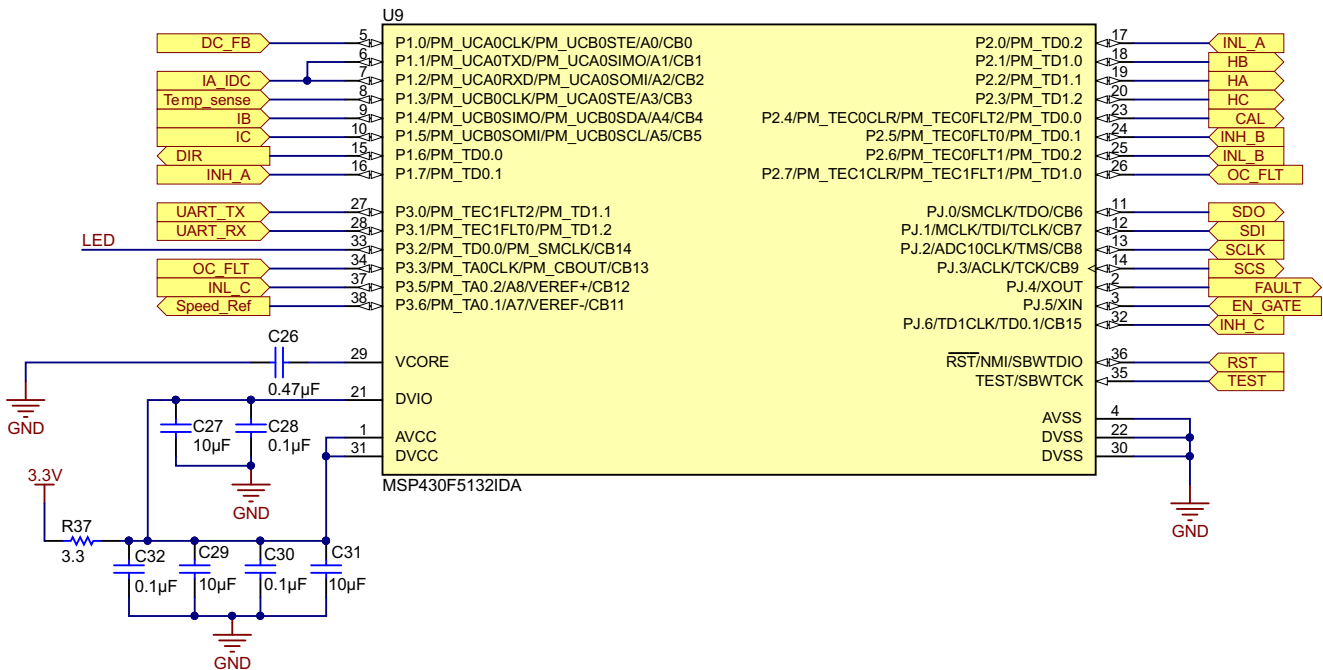 U9
DC_FB 5 P1.0/PM_UCA0CLK/PM_UCB0STE/A0/CB0 P2.0/PM_TD0.2 17 INL_A
6 P1.1/PM_UCA0TXD/PM_UCA0SIMO/A1/CB1 P2.1/PM_TD1.0 18 HB
IA_IDC 7 P1.2/PM_UCA0RXD/PM_UCA0SOMI/A2/CB2 P2.2/PM_TD1.1 19 HA
Temp_sense 8 P1.3/PM_UCB0CLK/PM_UCA0STE/A3/CB3 P2.3/PM_TD1.2 20 HC
IB 9 P1.4/PM_UCB0SIMO/PM_UCB0SDA/A4/CB4 P2.4/PM_TEC0CLR/PM_TEC0FLT2/PM_TD0.0 23 CAL
IC 10 P1.5/PM_UCB0SOMI/PM_UCB0SCL/A5/CB5 P2.5/PM_TEC0FLT0/PM_TD0.1 24 INH_B
DIR 15 P1.6/PM_TD0.0 P2.6/PM_TEC0FLT1/PM_TD0.2 25 INL_B
INH_A 16 P1.7/PM_TD0.1 P2.7/PM_TEC1CLR/PM_TEC1FLT1/PM_TD1.0 26 OC_FLT
UART_TX 27 P3.0/PM_TEC1FLT2/PM_TD1.1 PJ.0/SMCLK/TDO/CB6 11 SDO
UART_RX 28 P3.1/PM_TEC1FLT0/PM_TD1.2 PJ.1/MCLK/TDI/TCLK/CB7 12 SDI
LED 33 P3.2/PM_TD0.0/PM_SMCLK/CB14 PJ.2/ADC10CLK/TMS/CB8 13 SCLK
OC_FLT 34 P3.3/PM_TA0CLK/PM_CBOUT/CB13 PJ.3/ACLK/TCK/CB9 14 SCS
INL_C 37 P3.5/PM_TA0.2/A8/VEREF+/CB12 PJ.4/XOUT 2 FAULT
Speed_Ref 38 P3.6/PM_TA0.1/A7/VEREF-/CB11 PJ.5/XIN 3 EN_GATE
PJ.6/TD1CLK/TD0.1/CB15 32 INH_C
C26
0.47µF
GND
29 VCORE RST/NMI/SBWTDIO 36 RST
TEST/SBWTCK 35 TEST
21 DVIO
C27 C28
10µF 0.1µF
GND
AVSS 4
1 AVCC DVSS 22
31 DVCC DVSS 30
GND
MSP430F5132IDA
3.3V
R37
3.3
C32 C29 C30 C31
0.1µF 10µF 0.1µF 10µF
GND